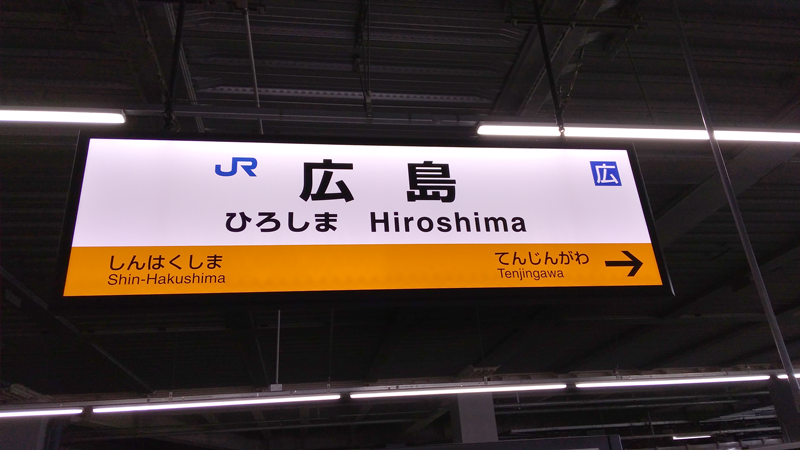 JR 広島 広
ひろしま Hiroshima
しんはくしま てんじんがわ →
Shin-Hakushima Tenjingawa